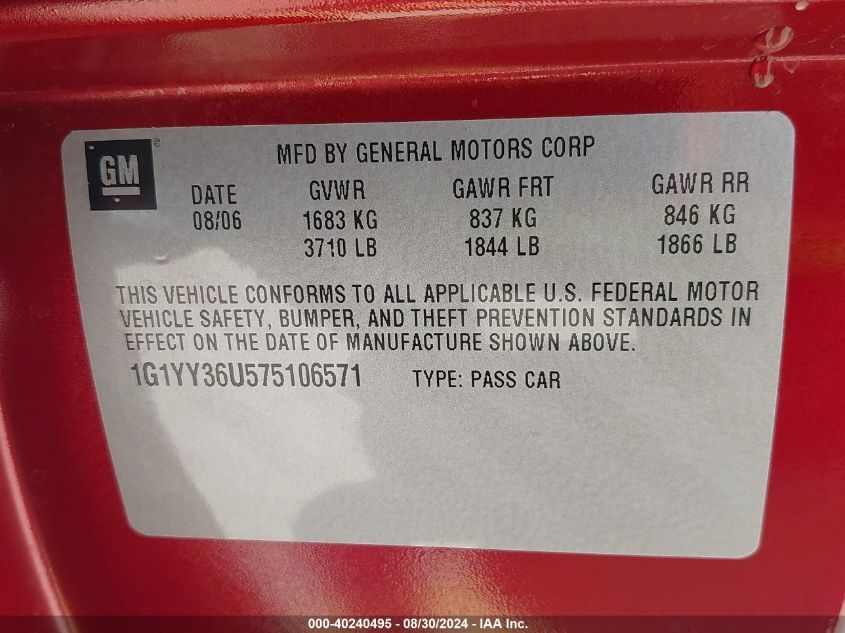 MFD BY GENERAL MOTORS CORP
GM®
DATE GVWR GAWR FRT GAWR RR
08/06 1683 KG 837 KG 846 KG
3710 LB 1844 LB 1866 LB
THIS VEHICLE CONFORMS TO ALL APPLICABLE U.S. FEDERAL MOTOR
VEHICLE SAFETY, BUMPER, AND THEFT PREVENTION STANDARDS IN
EFFECT ON THE DATE OF MANUFACTURE SHOWN ABOVE.
1G1YY36U575106571 TYPE: PASS CAR
000-40240495 - 08/30/2024 - IAAI Inc.